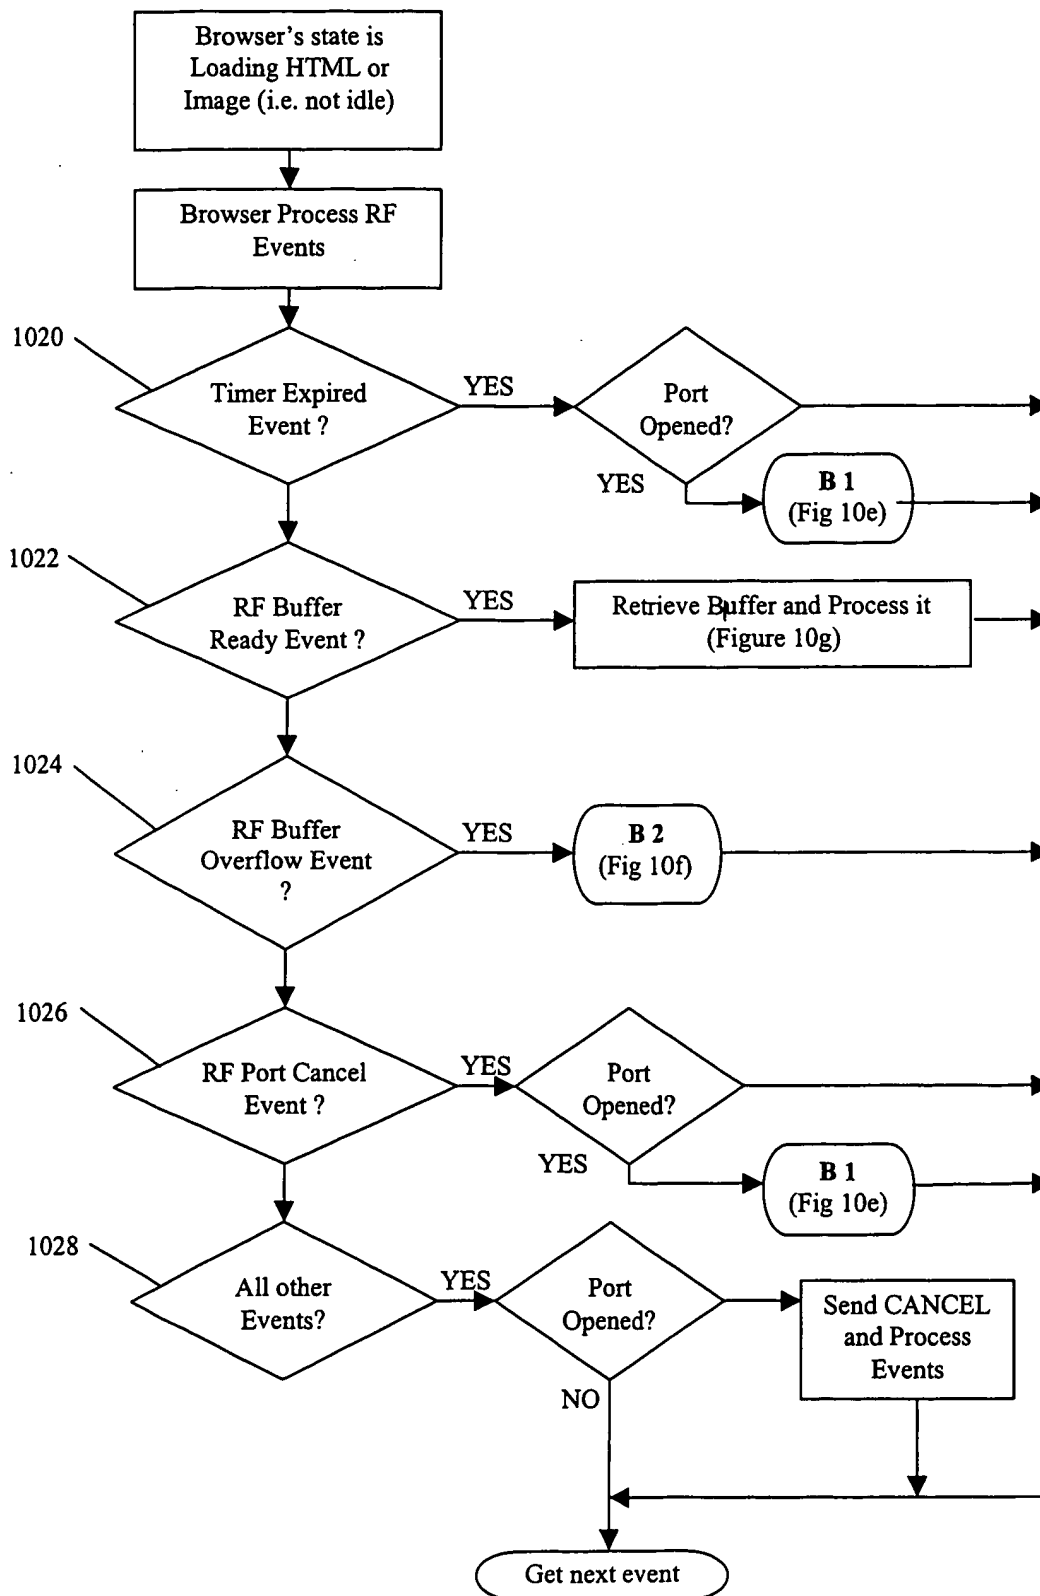 Browser's state is
Loading HTML or
Image (i.e. not idle)
Browser Process RF
Events
1020
Timer Expired
Event ?
YES
Port
Opened?
YES
B 1
(Fig 10e)
1022
RF Buffer
Ready Event ?
YES
Retrieve Buffer and Process it
(Figure 10g)
1024
RF Buffer
Overflow Event
?
YES
B 2
(Fig 10f)
1026
RF Port Cancel
Event ?
YES
Port
Opened?
YES
B 1
(Fig 10e)
1028
All other
Events?
YES
Port
Opened?
Send CANCEL
and Process
Events
NO
Get next event